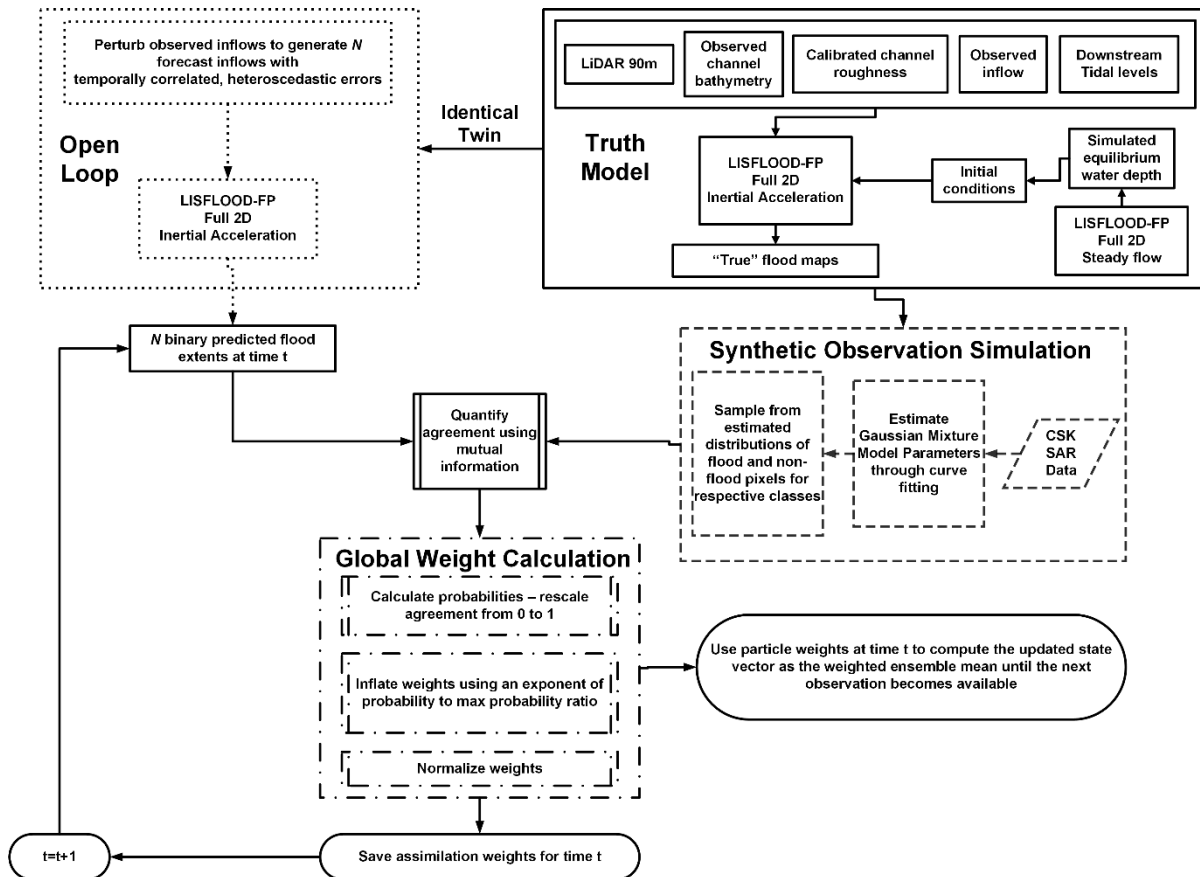 Perturb observed inflows to generate N
forecast inflows with
temporally correlated, heteroscedastic errors
Open
Loop
LISFLOOD-FP
Full 2D
Inertial Acceleration
Identical
Twin
LiDAR 90m
Observed
channel
bathymetry
Calibrated channel
roughness
Observed
inflow
Downstream
Tidal levels
Truth
Model
LISFLOOD-FP
Full 2D
Inertial Acceleration
Initial
conditions
Simulated
equilibrium
water depth
LISFLOOD-FP
Full 2D
Steady flow
“True” flood maps
N binary predicted flood
extents at time t
Quantify
agreement using
mutual
information
Synthetic Observation Simulation
Sample from
estimated
distributions of
flood and non-
flood pixels for
respective classes
Estimate
Gaussian Mixture
Model Parameters
through curve
fitting
CSK
SAR
Data
Global Weight Calculation
Calculate probabilities – rescale
agreement from 0 to 1
Inflate weights using an exponent of
probability to max probability ratio
Normalize weights
Use particle weights at time t to compute the updated state
vector as the weighted ensemble mean until the next
observation becomes available
t=t+1
Save assimilation weights for time t